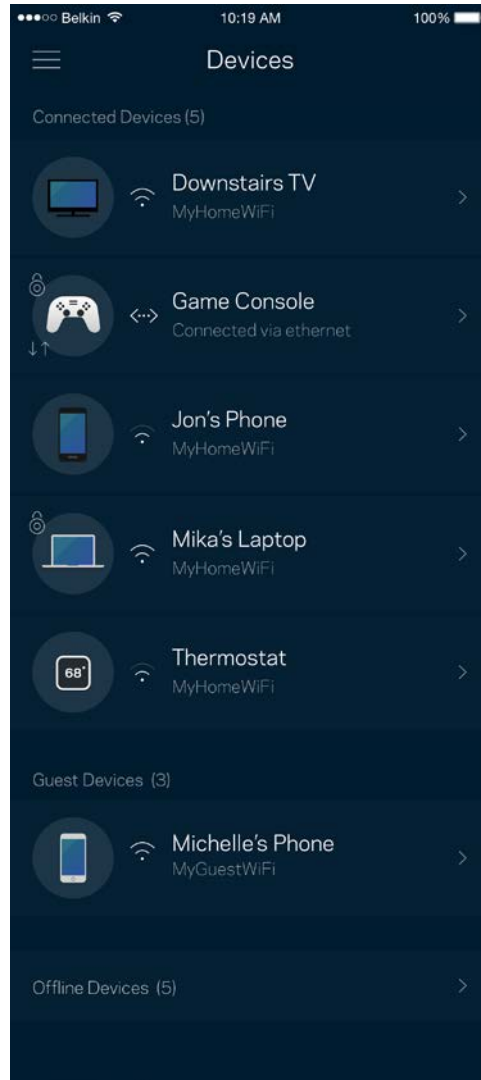 Belkin 10:19 AM 100%
Devices
Connected Devices (5)
Downstairs TV
MyHomeWiFi
Game Console
Connected via ethernet
Jon's Phone
MyHomeWiFi
Mika's Laptop
MyHomeWiFi
68°
Thermostat
MyHomeWiFi
Guest Devices (3)
Michelle's Phone
MyGuestWiFi
Offline Devices (5)